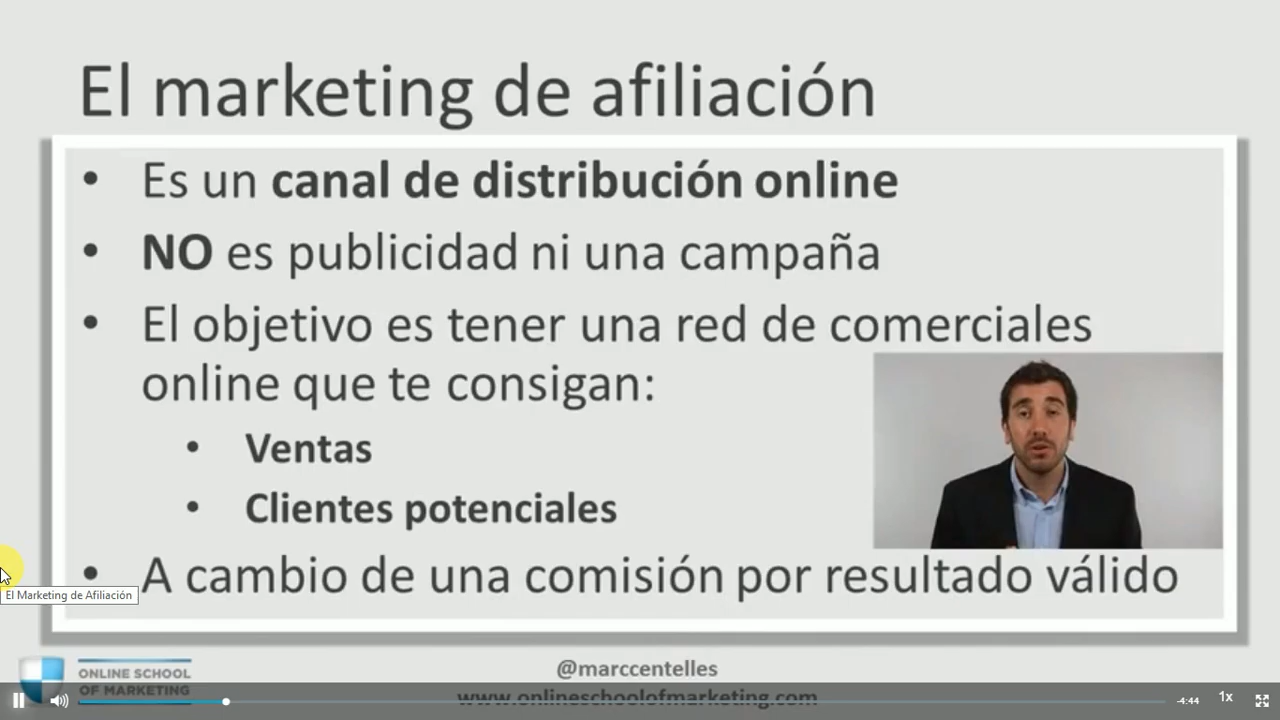 El marketing de afiliación
• Es un canal de distribución online
• NO es publicidad ni una campaña
• El objetivo es tener una red de comerciales
online que te consigan:
• Ventas
• Clientes potenciales
• A cambio de una comisión por resultado válido
El Marketing de Afiliación
ONLINE SCHOOL
OF MARKETING
@marccentelles
www.onlineschoolofmarketing.com
-4:44
1x